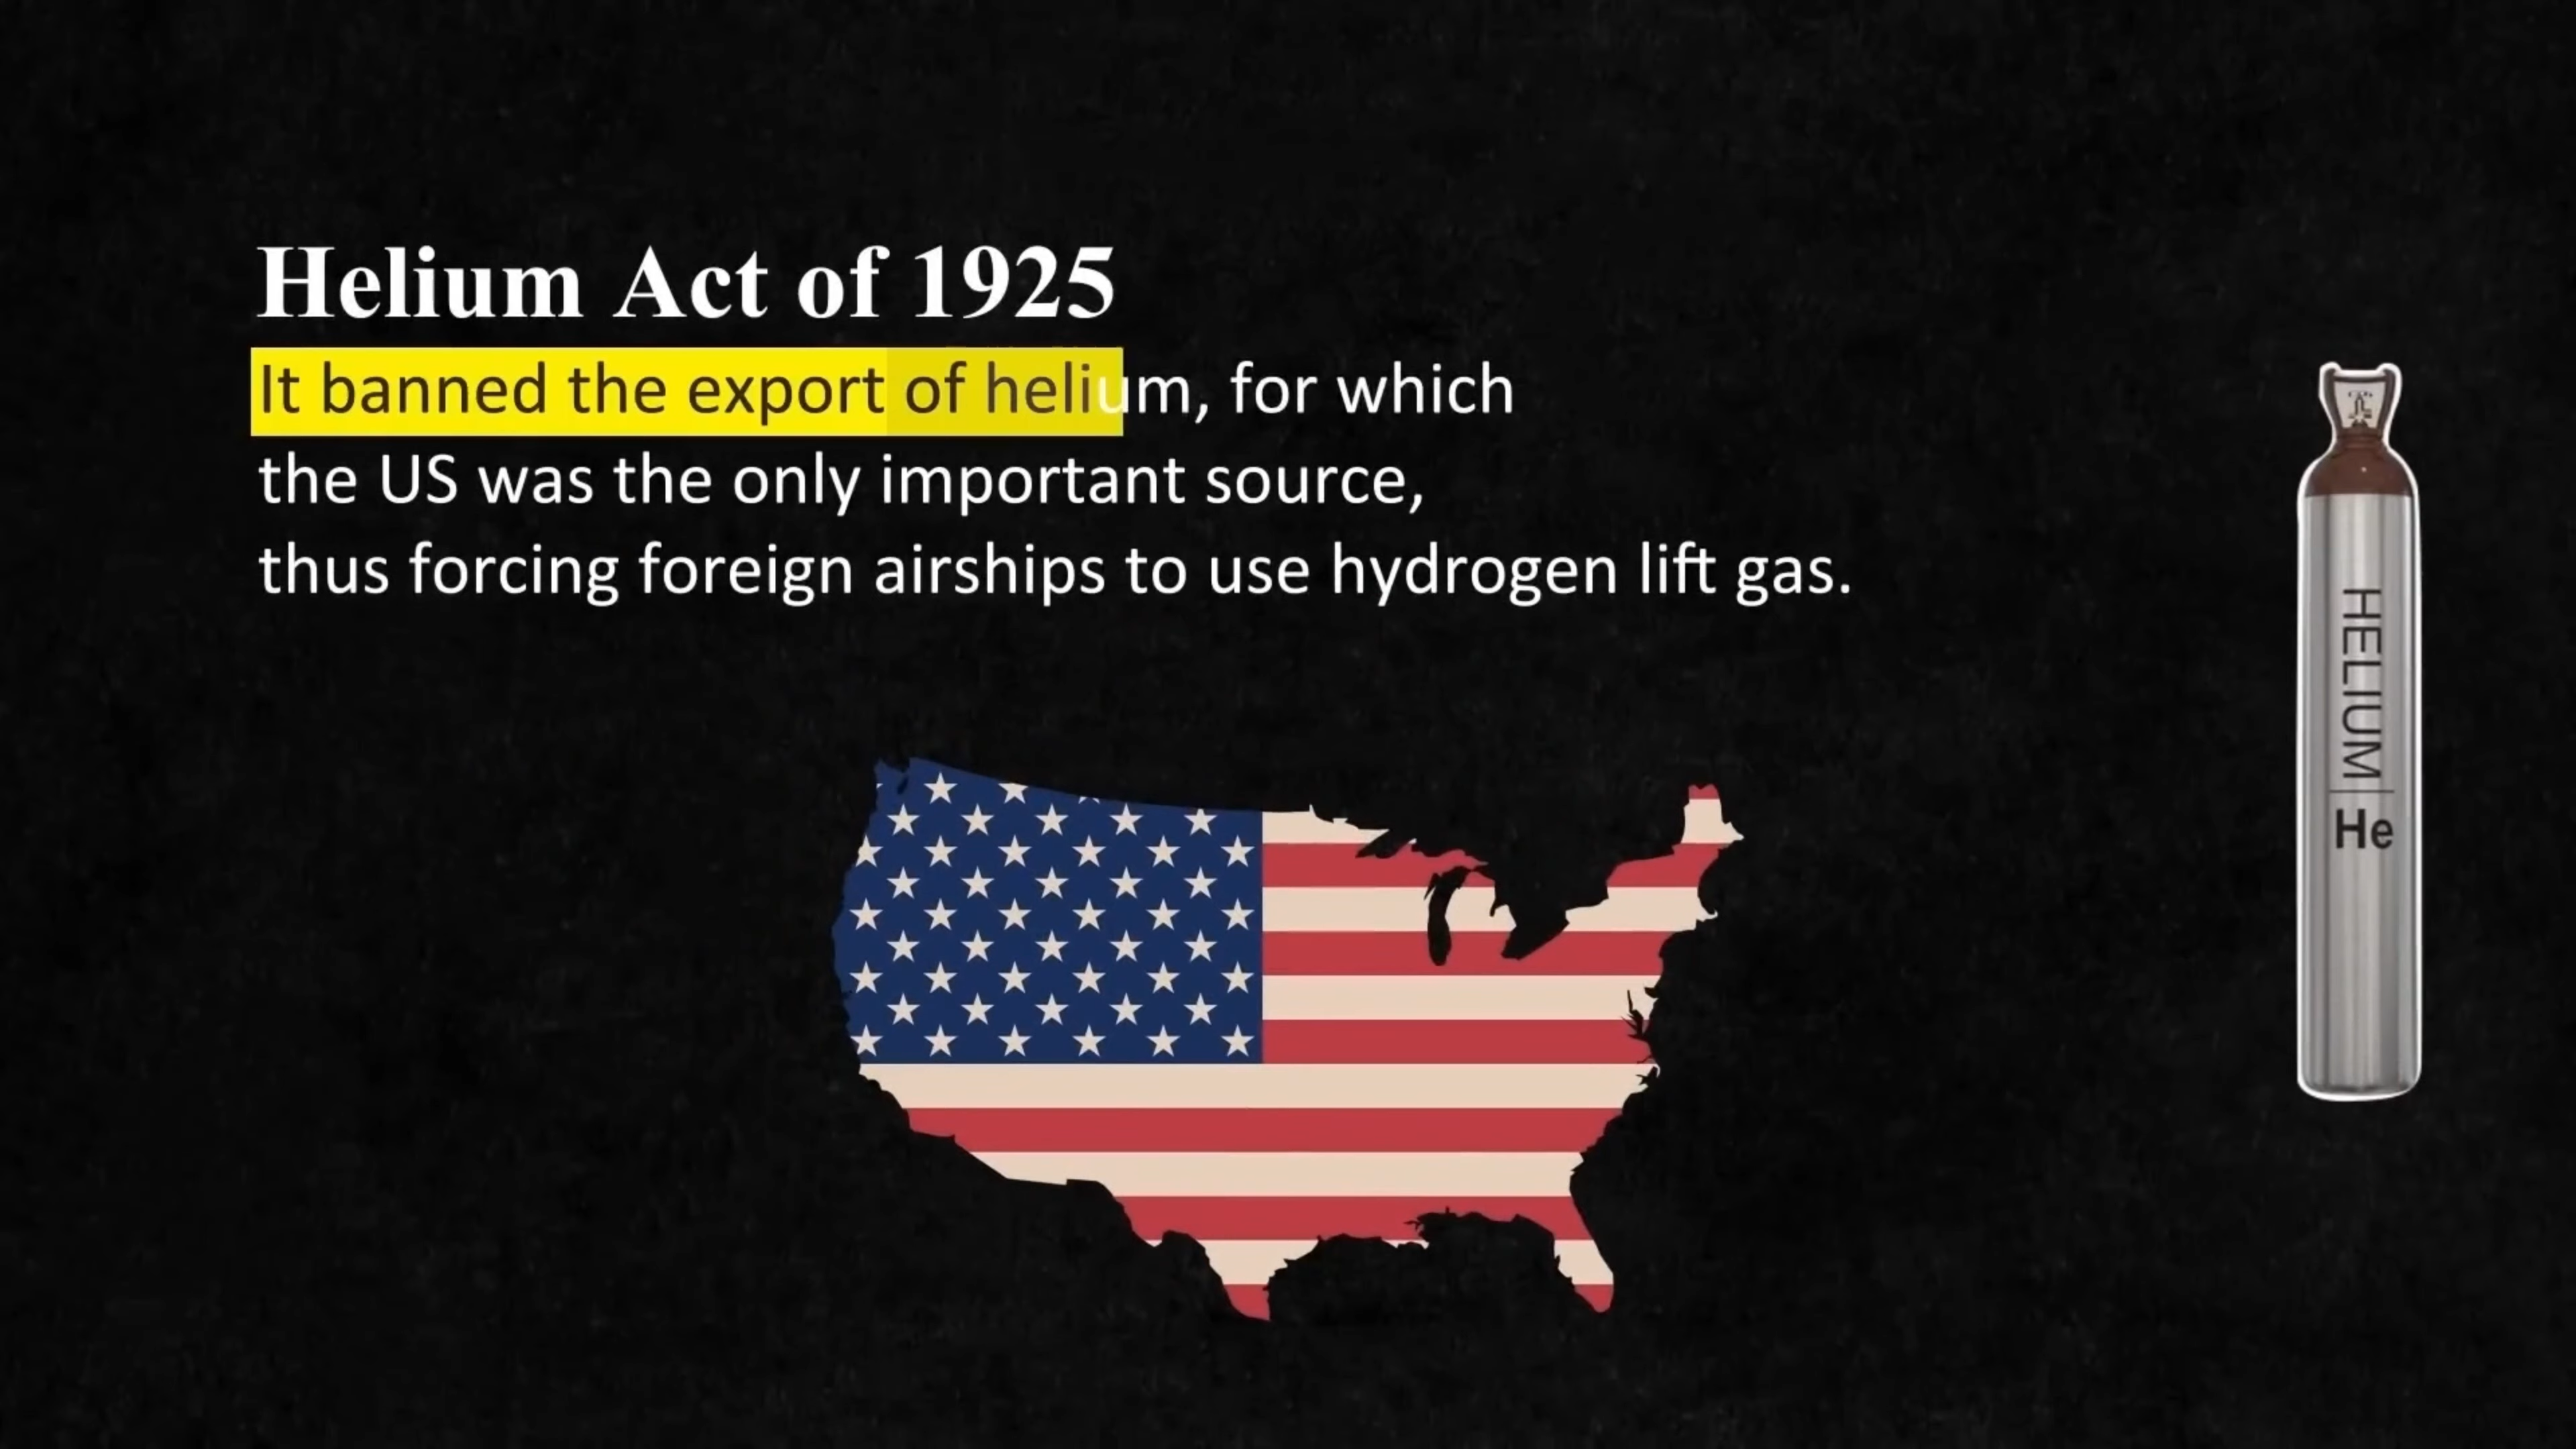 Helium Act of 1925
It banned the export of helium, for which
the US was the only important source,
thus forcing foreign airships to use hydrogen lift gas.
HELIUM
He